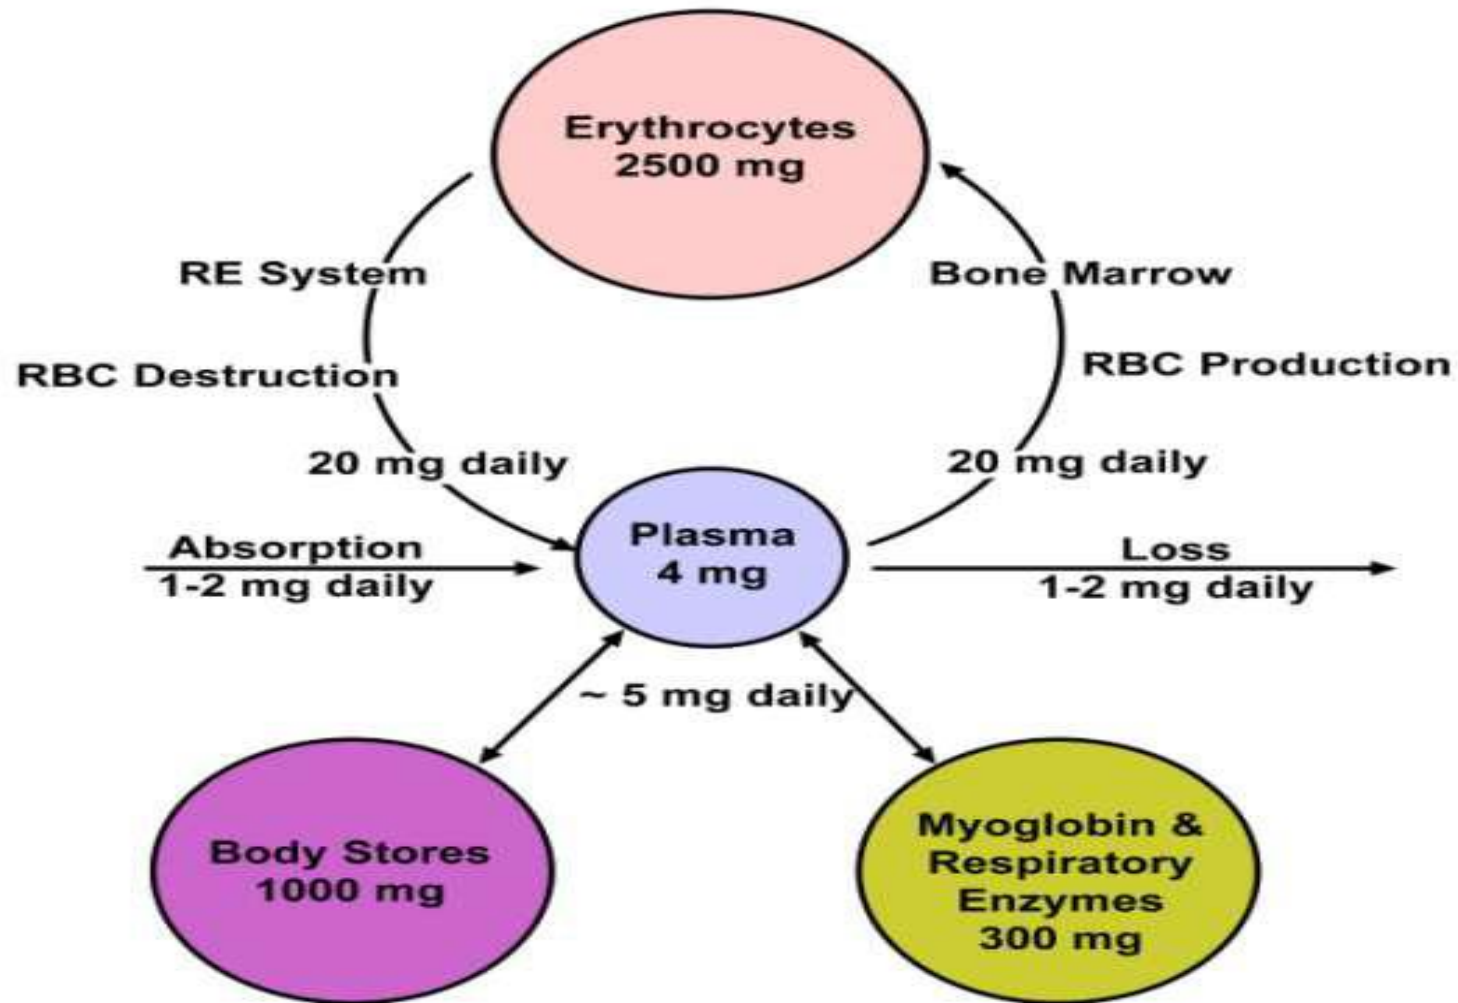 Erythrocytes
2500 mg
RE System
Bone Marrow
RBC Destruction
RBC Production
20 mg daily
20 mg daily
Absorption
1-2 mg daily
Plasma
4 mg
Loss
1-2 mg daily
~ 5 mg daily
Body Stores
1000 mg
Myoglobin &
Respiratory
Enzymes
300 mg